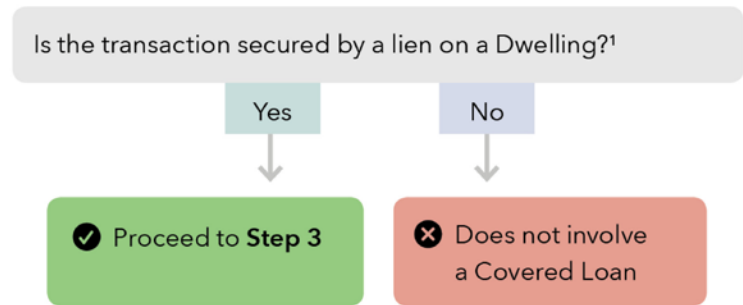 Is the transaction secured by a lien on a Dwelling?¹
Yes
No
Proceed to Step 3
Does not involve
a Covered Loan